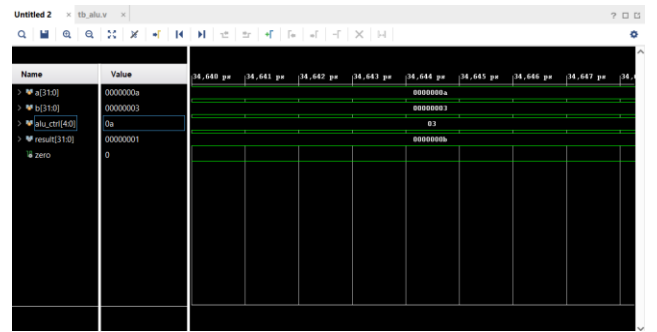 Untitled 2 × tb_alu.v × ? □
Name Value 34,640 ps 34,641 ps 34,642 ps 34,643 ps 34,644 ps 34,645 ps 34,646 ps 34,647 ps 34,
> a[31:0] 0000000a 0000000a
> b[31:0] 00000003 00000003
> alu_ctrl[4:0] 0a 03
> result[31:0] 00000001 0000000b
zero 0